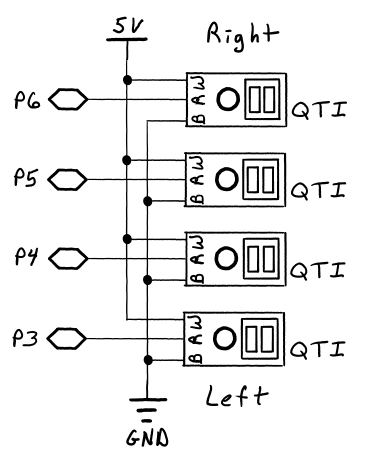 5V
Right
W
P6 R QTI
B
W
P5 R QTI
B
W
P4 R QTI
B
W
P3 R QTI
B
Left
GND